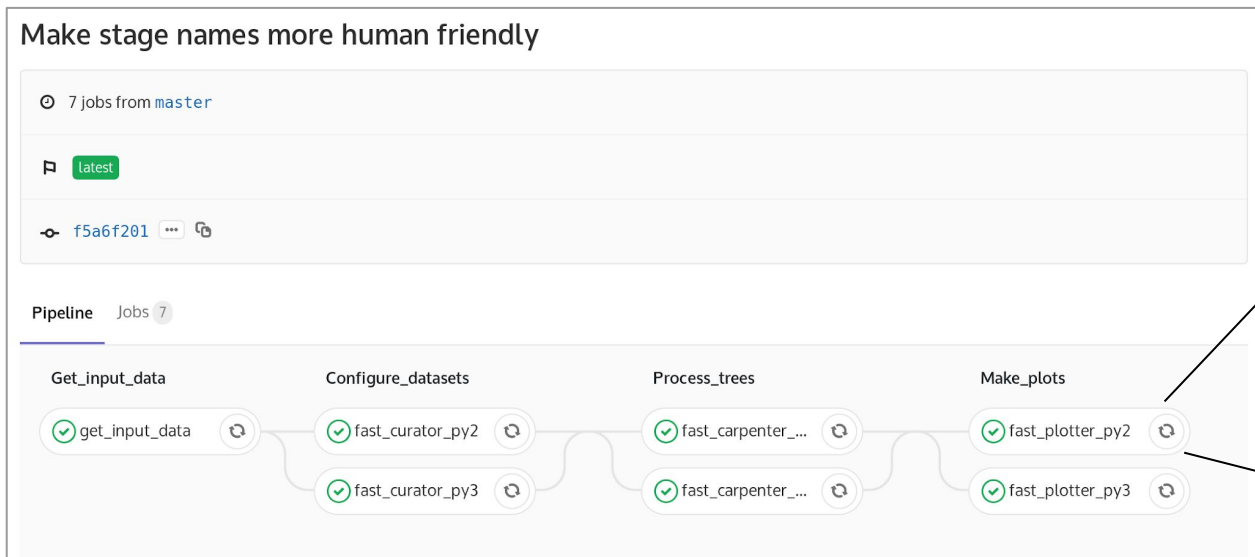 Make stage names more human friendly
7 jobs from master
latest
f5a6f201 ...
Pipeline Jobs 7
Get_input_data Configure_datasets Process_trees Make_plots
get_input_data fast_curator_py2 fast_carpenter_... fast_plotter_py2
fast_curator_py3 fast_carpenter_... fast_plotter_py3